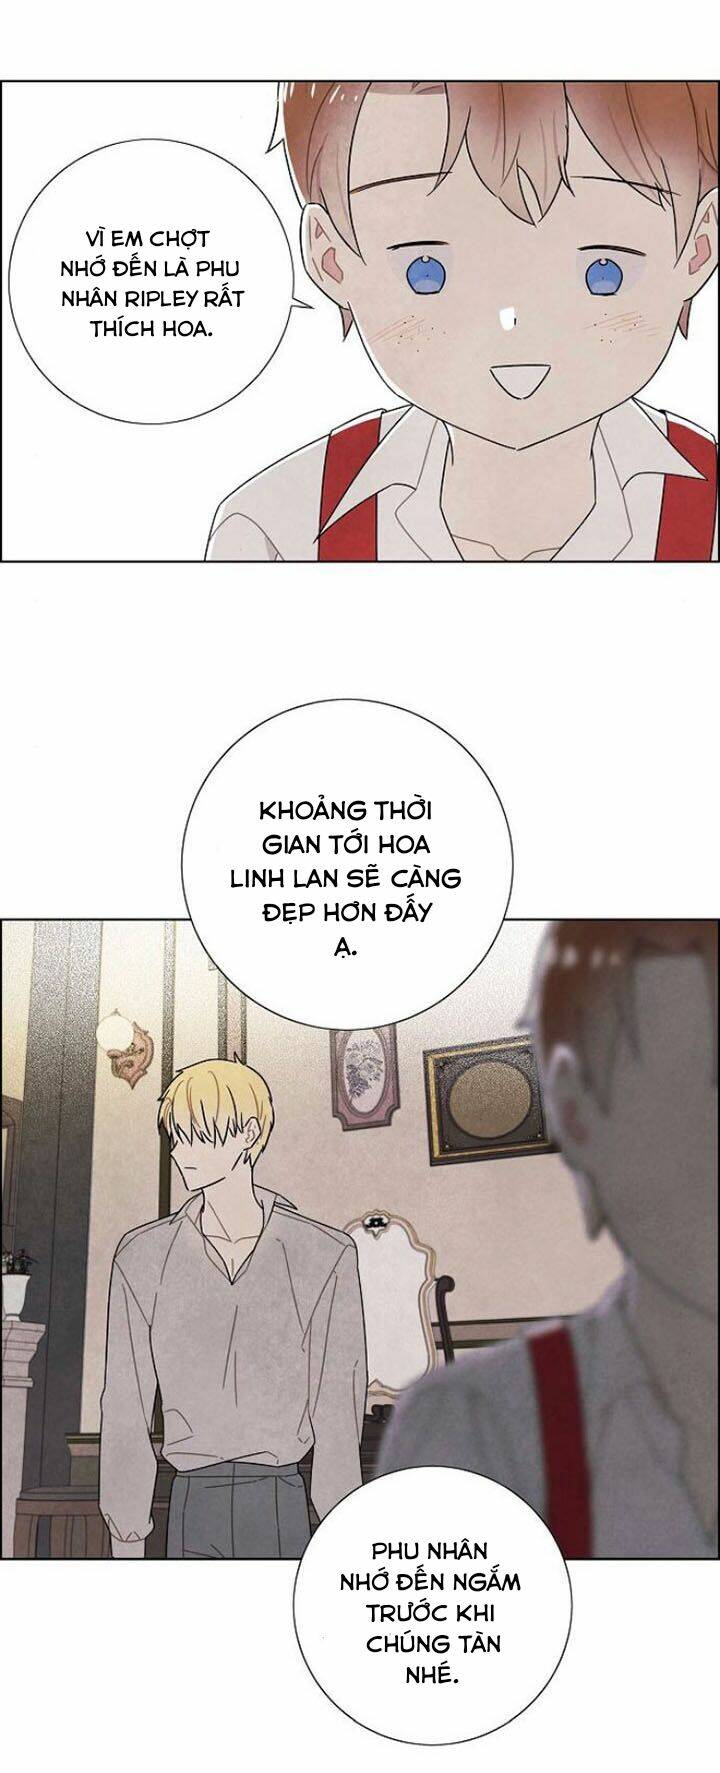 VÌ EM CHỢT
NHỚ ĐẾN LÀ PHU
NHÂN RIPLEY RẤT
THÍCH HOA.
KHOẢNG THỜI
GIAN TỚI HOA
LINH LAN SẼ CÀNG
ĐẸP HƠN ĐẤY
Ạ.
PHU NHÂN
NHỚ ĐẾN NGẮM
TRƯỚC KHI
CHÚNG TÀN
NHÉ.